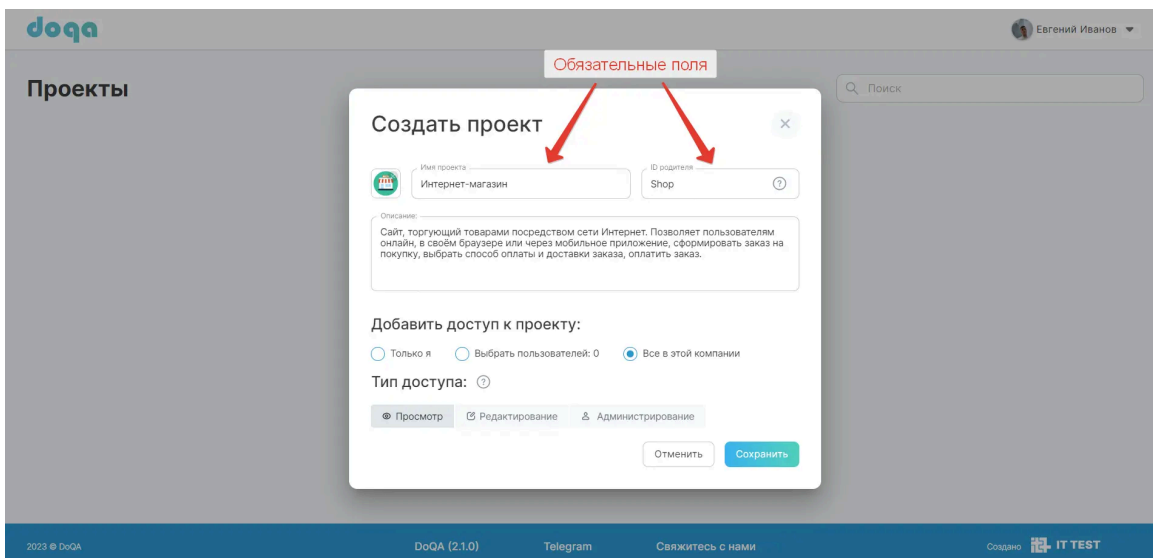 doqa
Евгений Иванов
Обязательные поля
Проекты
Поиск
Создать проект
Имя проекта
ID родителя
Интернет-магазин
Shop
Описание:
Сайт, торгующий товарами посредством сети Интернет. Позволяет пользователям
онлайн, в своём браузере или через мобильное приложение, сформировать заказ на
покупку, выбрать способ оплаты и доставки заказа, оплатить заказ.
Добавить доступ к проекту:
Только я Выбрать пользователей: 0 Все в этой компании
Тип доступа:
Просмотр Редактирование Администрирование
Отменить Сохранить
2023 © DoQA DoQA (2.1.0) Telegram Свяжитесь с нами Создано IT TEST